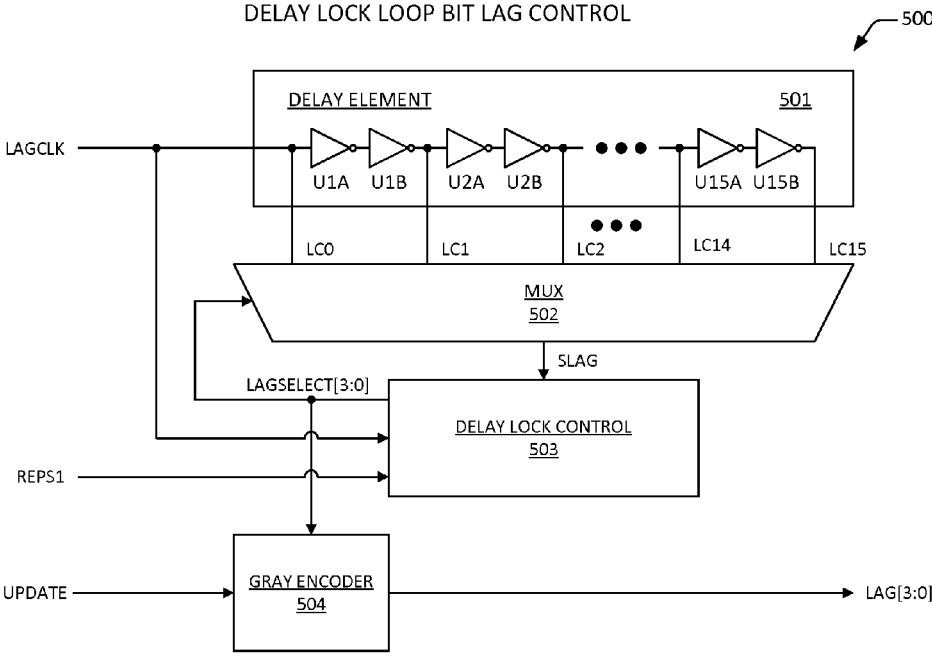 DELAY LOCK LOOP BIT LAG CONTROL
500
DELAY ELEMENT
501
LAGCLK
U1A
U1B
U2A
U2B
U15A
U15B
LC0
LC1
LC2
LC14
LC15
MUX
502
SLAG
LAGSELECT[3:0]
DELAY LOCK CONTROL
503
REPS1
GRAY ENCODER
504
UPDATE
LAG[3:0]